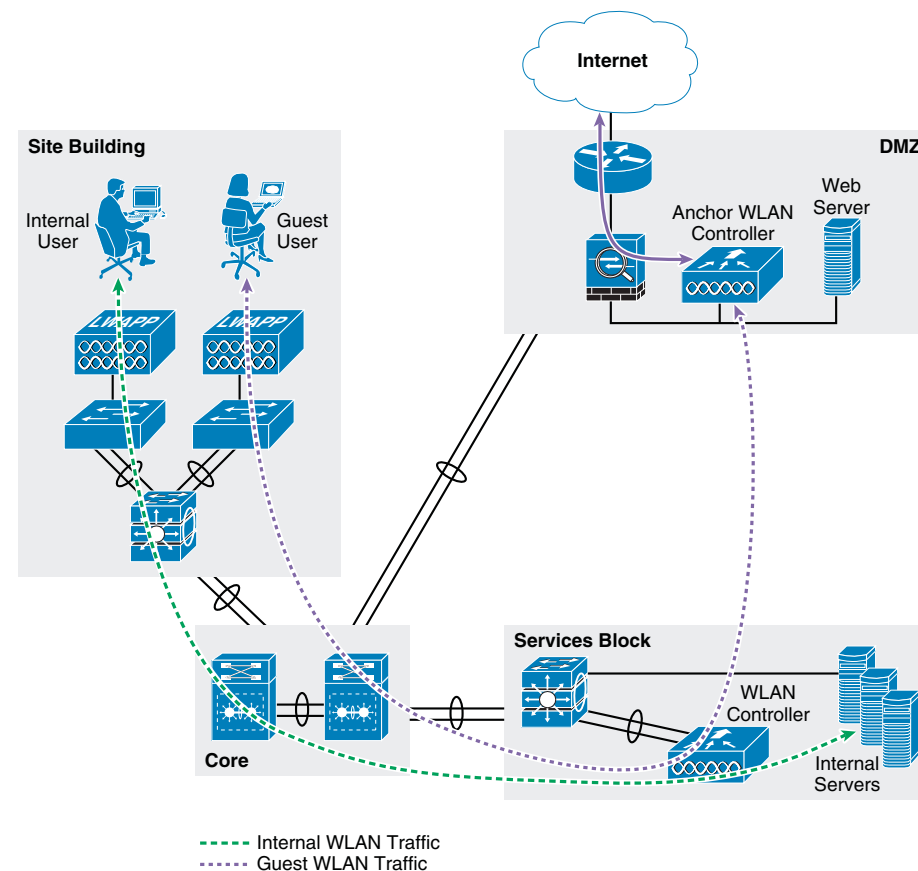 Internet
Site Building
DMZ
Internal
User
Guest
User
Anchor WLAN
Controller
Web
Server
LWAPP
LWAPP
Services Block
WLAN
Controller
Core
Internal
Servers
Internal WLAN Traffic
Guest WLAN Traffic